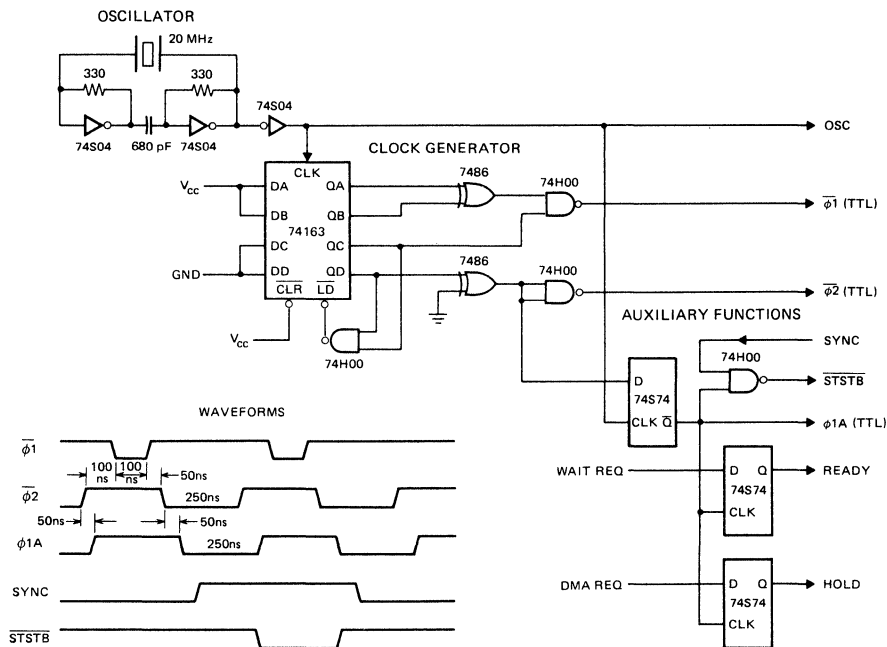 OSCILLATOR
20 MHz
330
330
74S04
680 pF
74S04
74S04
OSC
CLOCK GENERATOR
CLK
7486
74H00
VCC
DA
QA
φ1 (TTL)
DB
QB
74163
DC
QC
7486
74H00
GND
DD
QD
φ2 (TTL)
CLR
LD
AUXILIARY FUNCTIONS
VCC
74H00
SYNC
74H00
D
STSTB
74S74
WAVEFORMS
CLK
Q
φ1A (TTL)
φ1
100
ns
100
ns
50ns
WAIT REQ
D
Q
READY
φ2
250ns
74S74
50ns
50ns
CLK
φ1A
250ns
SYNC
DMA REQ
D
Q
HOLD
74S74
STSTB
CLK